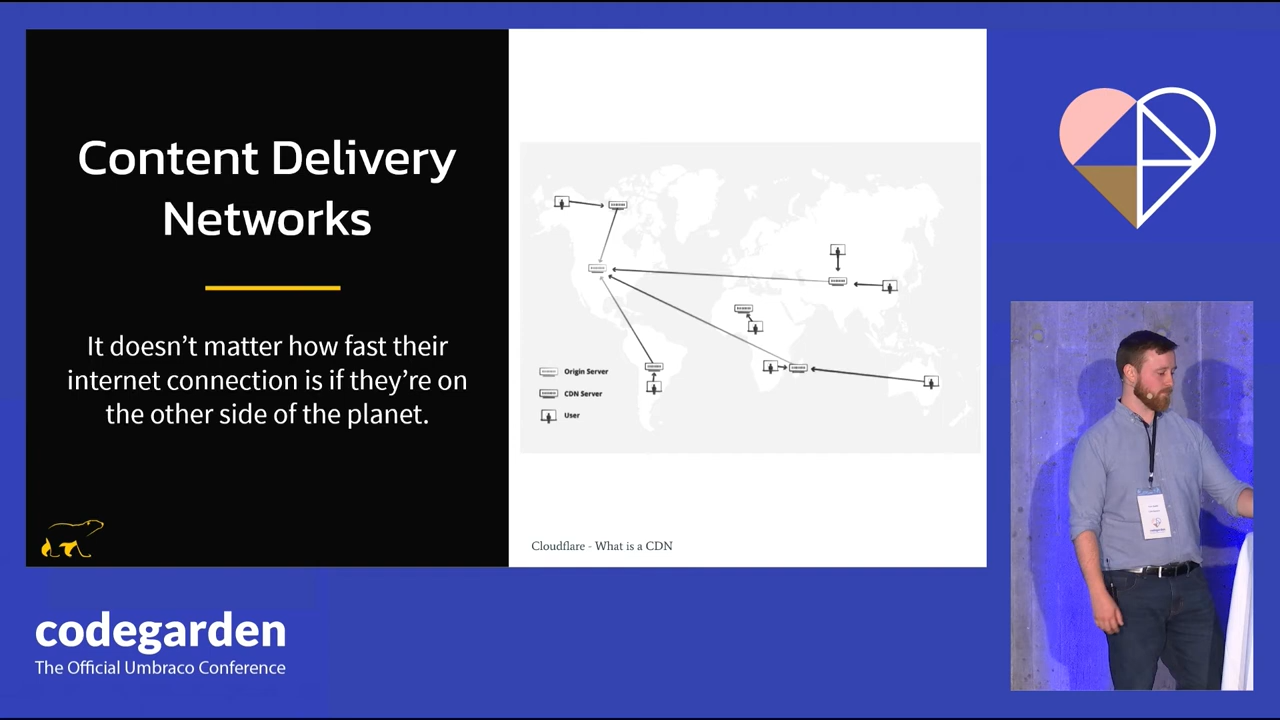 Content Delivery
Networks
It doesn’t matter how fast their
internet connection is if they’re on
the other side of the planet.
Origin Server
CDN Server
User
Cloudflare - What is a CDN
codegarden
The Official Umbraco Conference